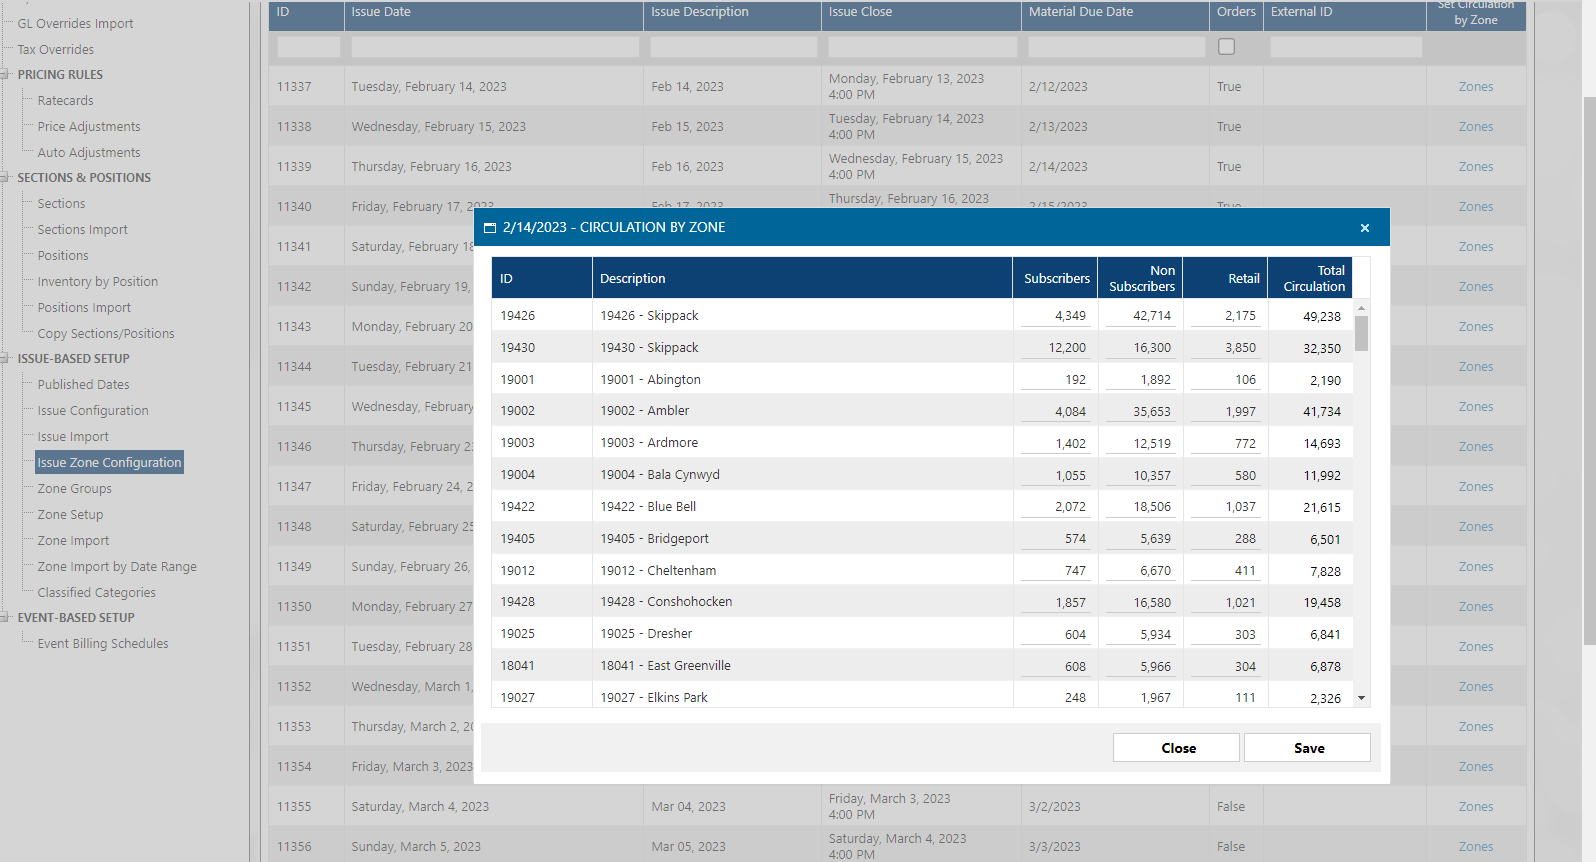 GL Overrides Import
Tax Overrides
PRICING RULES
Ratecards
Price Adjustments
Auto Adjustments
SECTIONS & POSITIONS
Sections
Sections Import
Positions
Inventory by Position
Positions Import
Copy Sections/Positions
ISSUE-BASED SETUP
Published Dates
Issue Configuration
Issue Import
Issue Zone Configuration
Zone Groups
Zone Setup
Zone Import
Zone Import by Date Range
Classified Categories
EVENT-BASED SETUP
Event Billing Schedules
ID Issue Date Issue Description Issue Close Material Due Date Orders External ID Set Circulation
by Zone
11337 Tuesday, February 14, 2023 Feb 14, 2023 Monday, February 13, 2023 2/12/2023 True Zones
4:00 PM
11338 Wednesday, February 15, 2023 Feb 15, 2023 Tuesday, February 14, 2023 2/13/2023 True Zones
4:00 PM
11339 Thursday, February 16, 2023 Feb 16, 2023 Wednesday, February 15, 2023 2/14/2023 True Zones
4:00 PM
11340 Friday, February 17, 2023 Feb 17, 2023 Thursday, February 16, 2023 2/15/2023 True Zones
11341 Saturday, February 18 Zones
11342 Sunday, February 19, Zones
11343 Monday, February 20 Zones
11344 Tuesday, February 21 Zones
11345 Wednesday, February Zones
11346 Thursday, February 23 Zones
11347 Friday, February 24, 2 Zones
11348 Saturday, February 25 Zones
11349 Sunday, February 26, Zones
11350 Monday, February 27 Zones
11351 Tuesday, February 28 Zones
11352 Wednesday, March 1, Zones
11353 Thursday, March 2, 20 Zones
11354 Friday, March 3, 2023 Zones
11355 Saturday, March 4, 2023 Mar 04, 2023 Friday, March 3, 2023 3/2/2023 False Zones
4:00 PM
11356 Sunday, March 5, 2023 Mar 05, 2023 Saturday, March 4, 2023 3/3/2023 False Zones
4:00 PM
2/14/2023 - CIRCULATION BY ZONE
ID Description Subscribers Non Subscribers Retail Total Circulation
19426 19426 - Skippack 4,349 42,714 2,175 49,238
19430 19430 - Skippack 12,200 16,300 3,850 32,350
19001 19001 - Abington 192 1,892 106 2,190
19002 19002 - Ambler 4,084 35,653 1,997 41,734
19003 19003 - Ardmore 1,402 12,519 772 14,693
19004 19004 - Bala Cynwyd 1,055 10,357 580 11,992
19422 19422 - Blue Bell 2,072 18,506 1,037 21,615
19405 19405 - Bridgeport 574 5,639 288 6,501
19012 19012 - Cheltenham 747 6,670 411 7,828
19428 19428 - Conshohocken 1,857 16,580 1,021 19,458
19025 19025 - Dresher 604 5,934 303 6,841
18041 18041 - East Greenville 608 5,966 304 6,878
19027 19027 - Elkins Park 248 1,967 111 2,326
Close Save